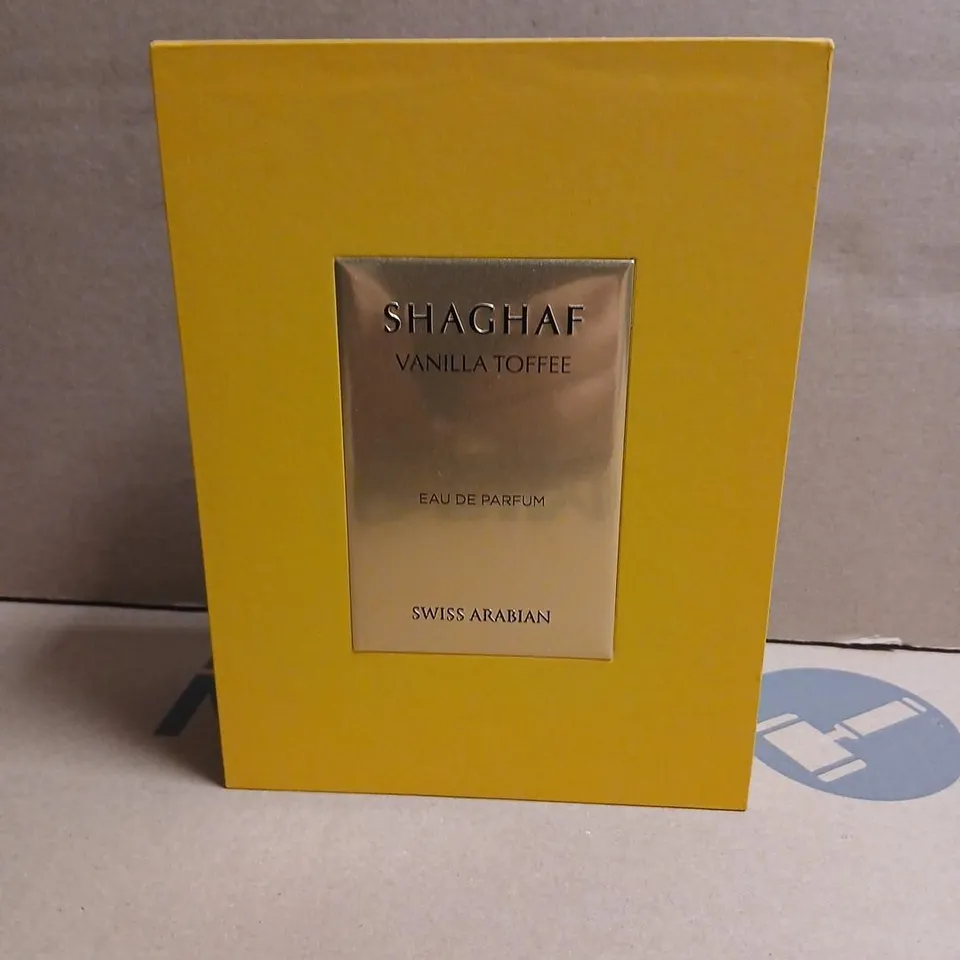 SHAGHAF
VANILLA TOFFEE
EAU DE PARFUM
SWISS ARABIAN